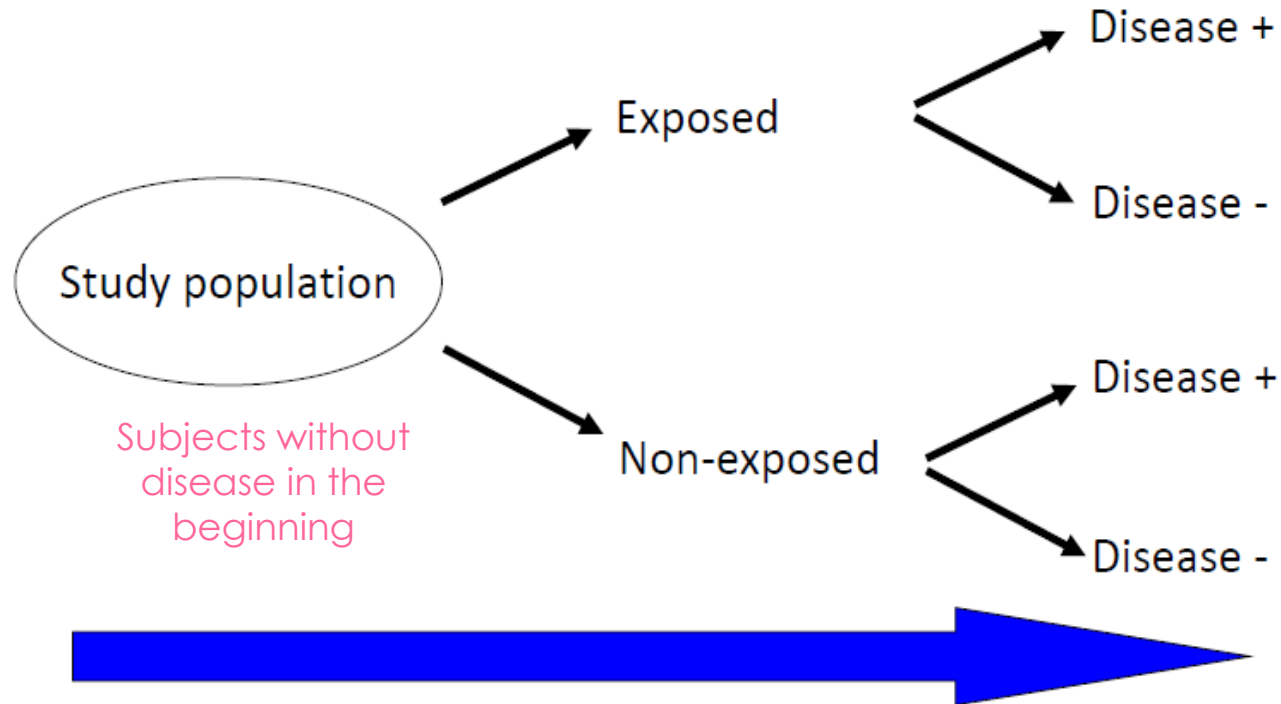 Disease +
Exposed
Disease -
Study population
Disease +
Subjects without
disease in the
beginning
Non-exposed
Disease -